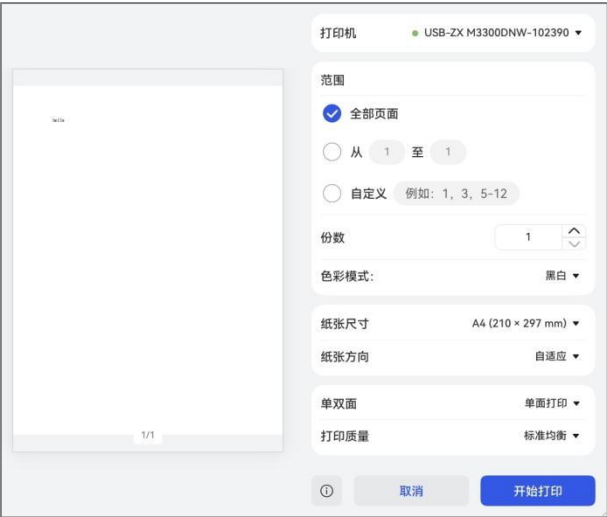 打印机 USB-ZX M3300DNW-102390
范围
全部页面
从 1 至 1
自定义 例如：1，3，5-12
份数 1
色彩模式：黑白
纸张尺寸 A4 (210 × 297 mm)
纸张方向 自适应
单双面 单面打印
打印质量 标准均衡
取消 开始打印
hello
1/1